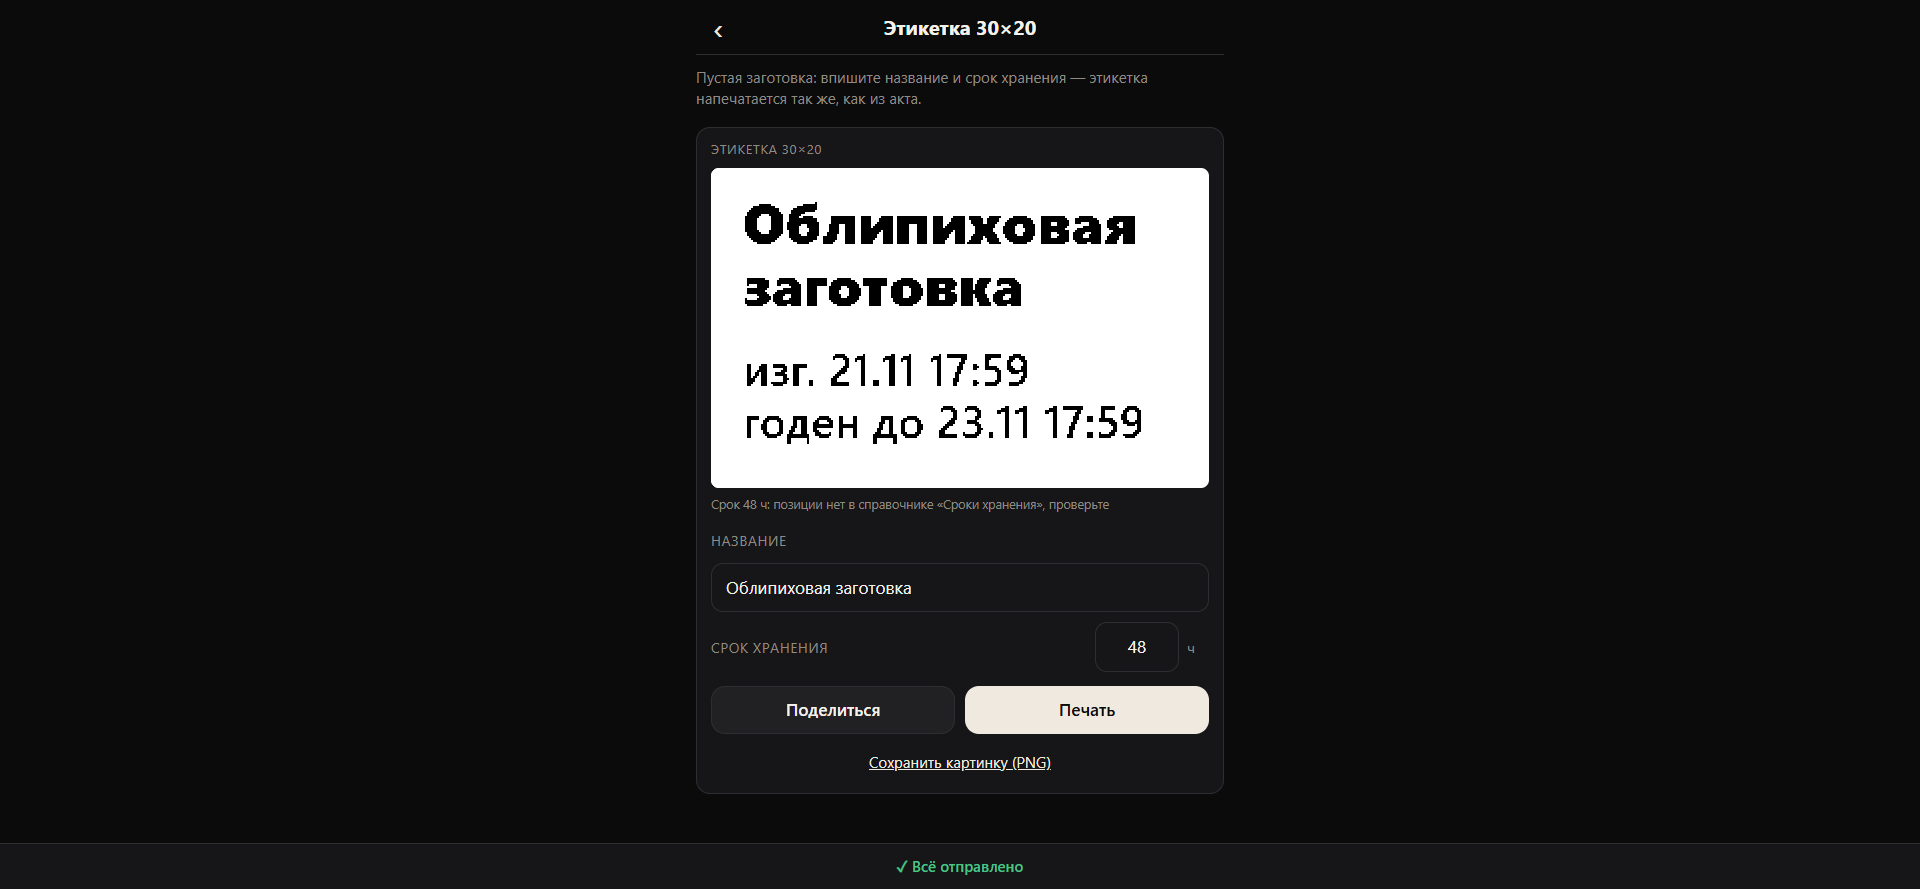 Этикетка 30×20
Пустая заготовка: впишите название и срок хранения — этикетка
напечатается так же, как из акта.
ЭТИКЕТКА 30×20
Облипиховая
заготовка
изг. 21.11 17:59
годен до 23.11 17:59
Срок 48 ч: позиции нет в справочнике «Сроки хранения», проверьте
НАЗВАНИЕ
Облипиховая заготовка
СРОК ХРАНЕНИЯ
48 ч
Поделиться
Печать
Сохранить картинку (PNG)
✓ Всё отправлено